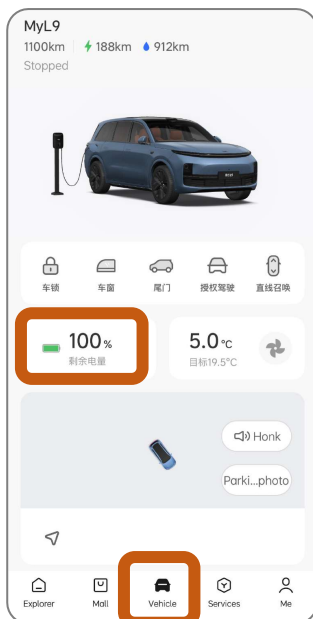 MyL9
1100km 188km 912km
Stopped
车锁 车窗 尾门 授权驾驶 直线召唤
100% 5.0°C
剩余电量 目标19.5°C
Honk
Parki...photo
Explorer Mall Vehicle Services Me